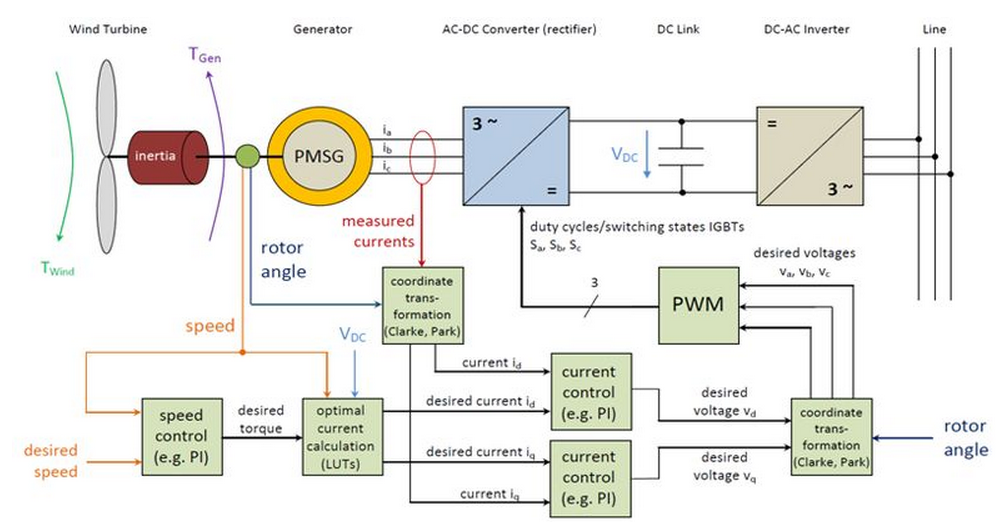 Wind Turbine
Generator
AC-DC Converter (rectifier)
DC Link
DC-AC Inverter
Line
TGen
TWind
inertia
PMSG
ia
ib
ic
3 ~
=
VDC
=
3 ~
measured
currents
rotor
angle
speed
duty cycles/switching states IGBTs
Sa, Sb, Sc
3
PWM
desired voltages
va, vb, vc
coordinate
trans-
formation
(Clarke, Park)
VDC
current id
desired current id
desired current iq
current iq
current
control
(e.g. PI)
current
control
(e.g. PI)
desired
voltage vd
desired
voltage vq
coordinate
trans-
formation
(Clarke, Park)
rotor
angle
desired
speed
speed
control
(e.g. PI)
desired
torque
optimal
current
calculation
(LUTs)